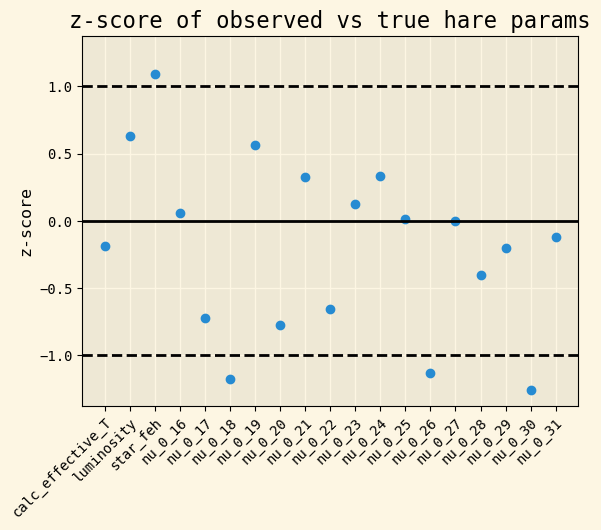 z-score of observed vs true hare params
z-score
1.0
0.5
0.0
−0.5
−1.0
calc_effective_T
luminosity
star_feh
nu_0_16
nu_0_17
nu_0_18
nu_0_19
nu_0_20
nu_0_21
nu_0_22
nu_0_23
nu_0_24
nu_0_25
nu_0_26
nu_0_27
nu_0_28
nu_0_29
nu_0_30
nu_0_31